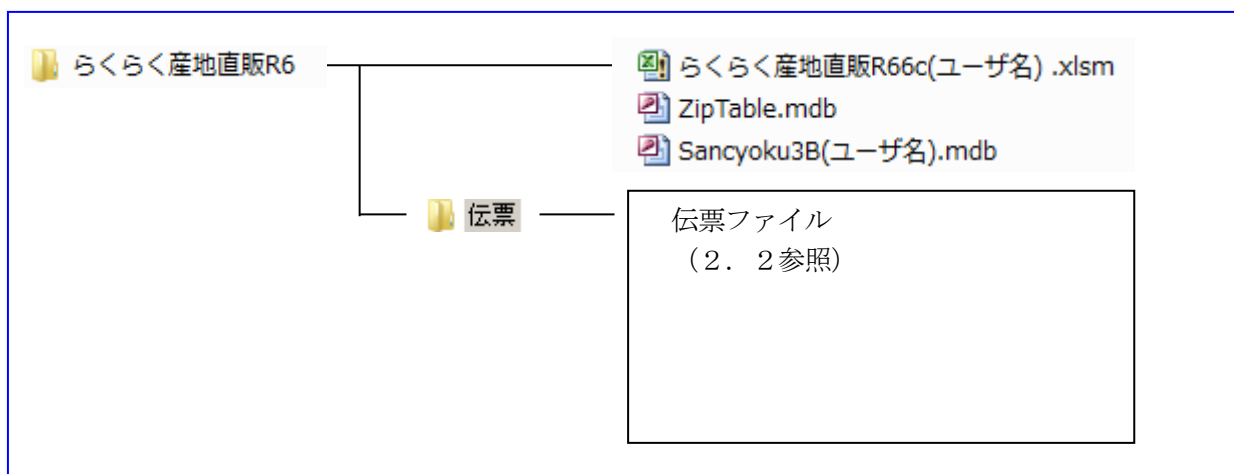 らくらく産地直販R6
らくらく産地直販R66c(ユーザ名) .xlsm
ZipTable.mdb
Sancyoku3B(ユーザ名).mdb
伝票
伝票ファイル
（２．２参照）